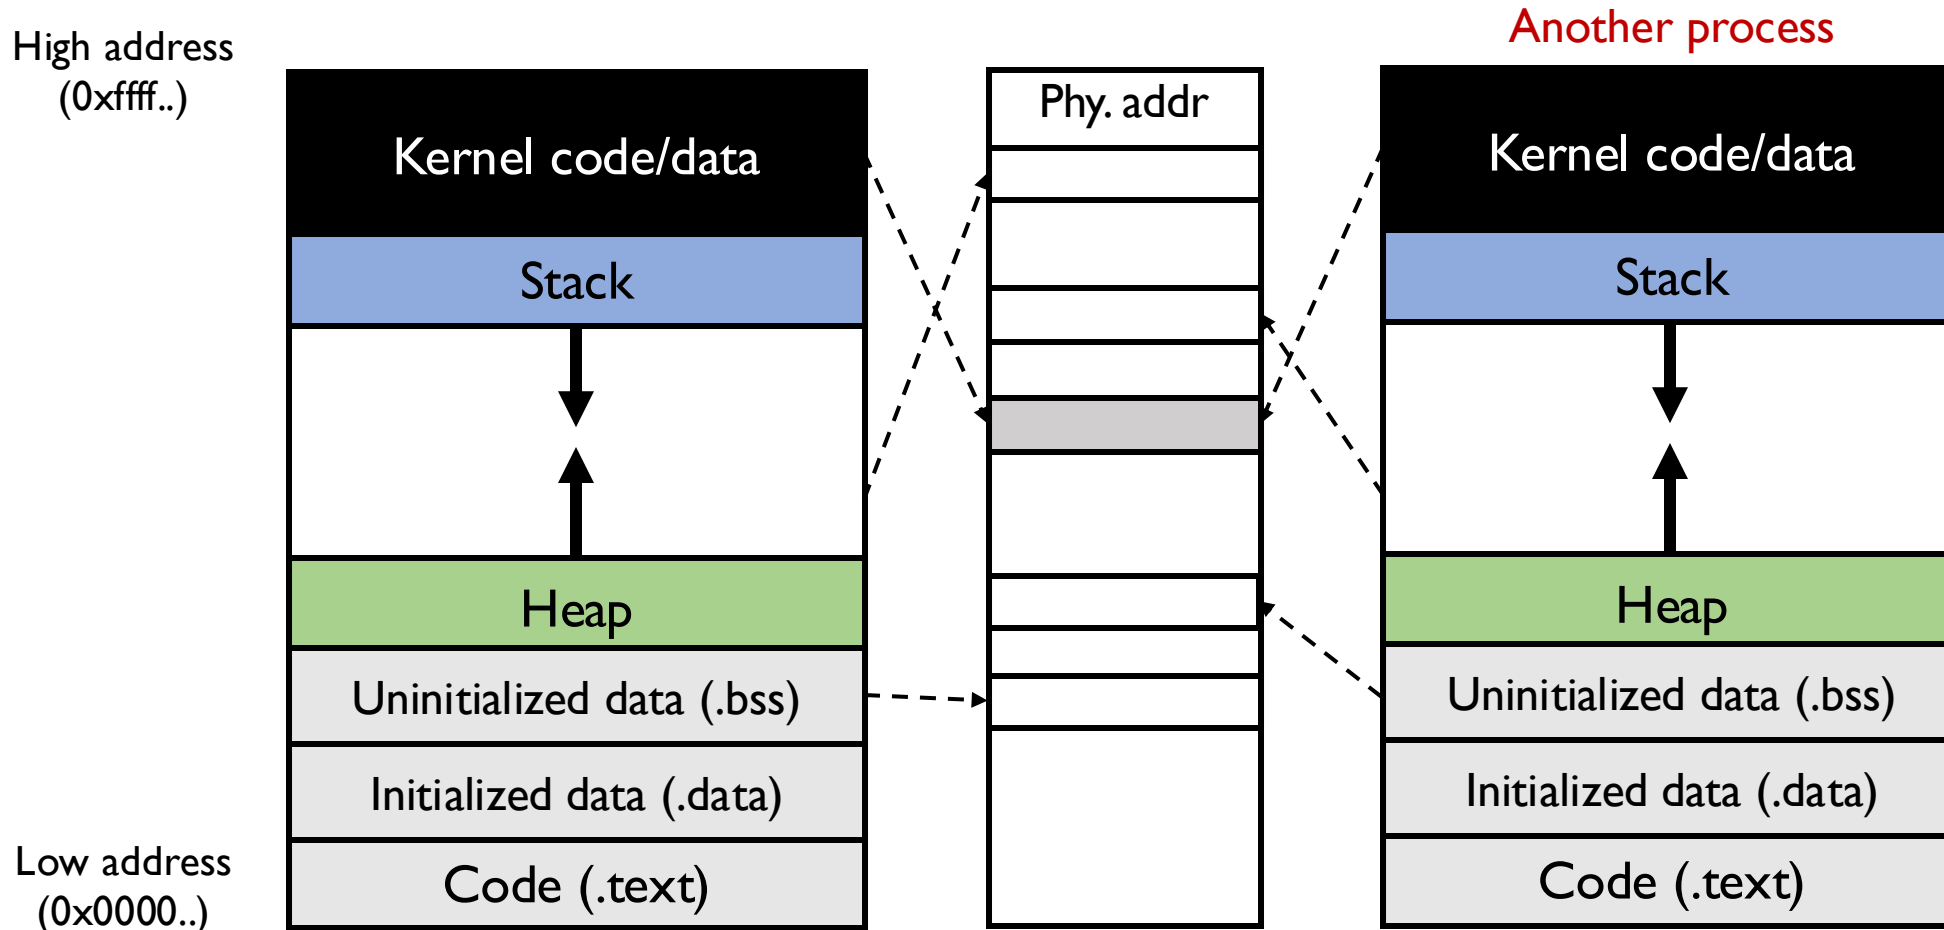 High address
(0xffff..)
Kernel code/data
Stack
Heap
Uninitialized data (.bss)
Initialized data (.data)
Code (.text)
Low address
(0x0000..)
Phy. addr
Another process
Kernel code/data
Stack
Heap
Uninitialized data (.bss)
Initialized data (.data)
Code (.text)